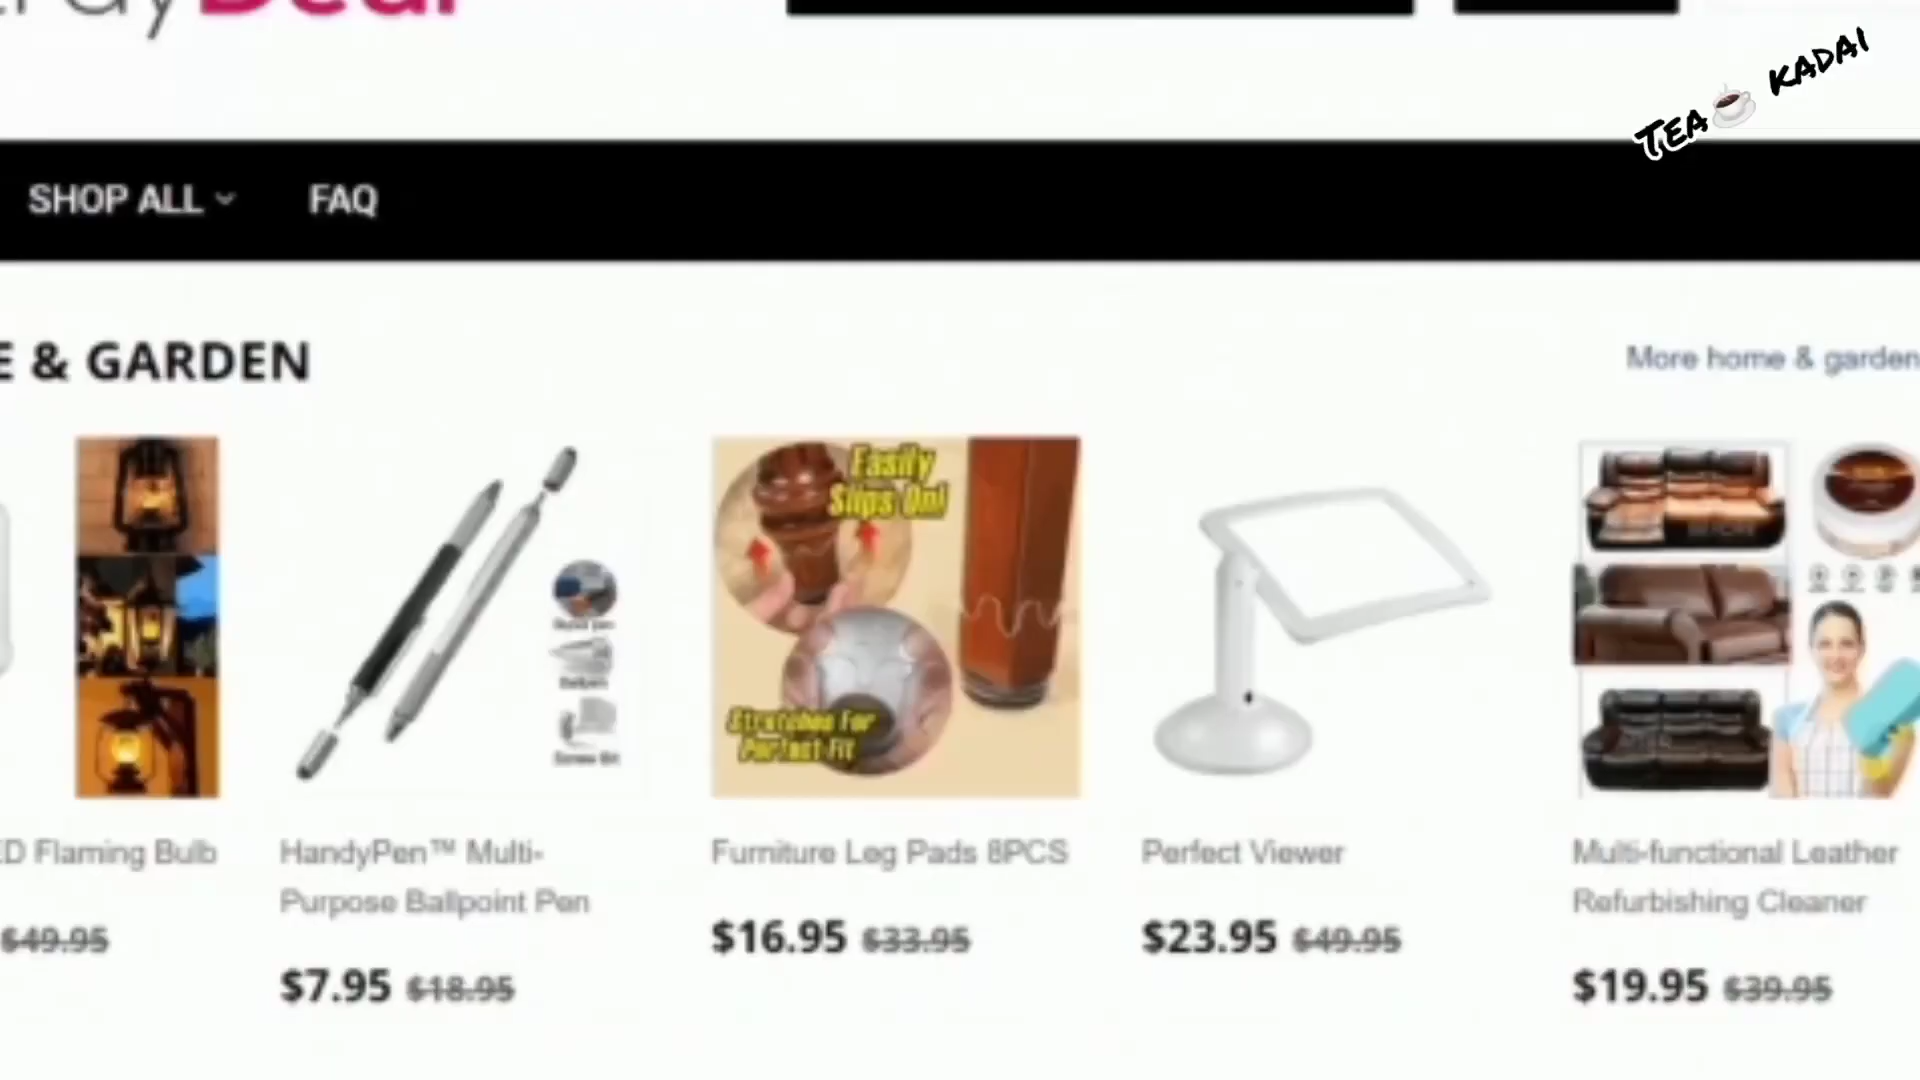 Deal
TEA KADAI
SHOP ALL
FAQ
& GARDEN
More home & garden
Easily
Slips On!
Stretches For
Perfect Fit
Flaming Bulb
$49.95
HandyPen™ Multi-
Purpose Ballpoint Pen
$7.95 $18.95
Furniture Leg Pads 8PCS
$16.95 $33.95
Perfect Viewer
$23.95 $49.95
Multi-functional Leather
Refurbishing Cleaner
$19.95 $39.95